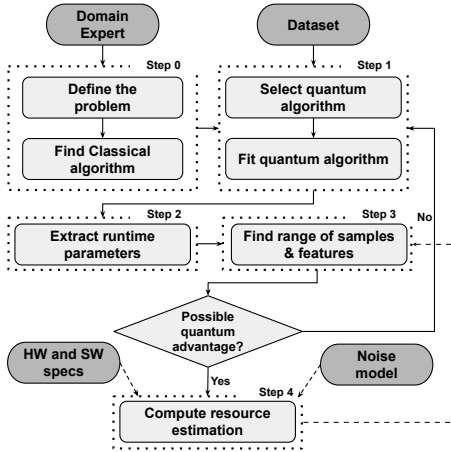 Domain
Expert
Dataset
Step 0
Step 1
Define the
problem
Select quantum
algorithm
Find Classical
algorithm
Fit quantum algorithm
Step 2
Step 3
No
Extract runtime
parameters
Find range of samples
& features
Possible
quantum
advantage?
HW and SW
specs
Noise
model
Yes
Step 4
Compute resource
estimation